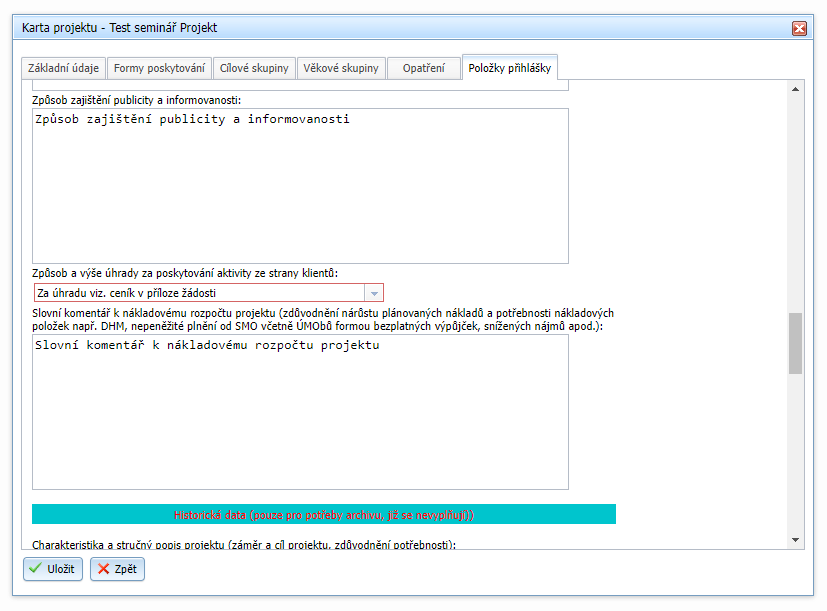 Karta projektu - Test seminář Projekt
Základní údaje
Formy poskytování
Cílové skupiny
Věkové skupiny
Opatření
Položky přihlášky
Způsob zajištění publicity a informovanosti:
Způsob zajištění publicity a informovanosti
Způsob a výše úhrady za poskytování aktivity ze strany klientů:
Za úhradu viz. ceník v příloze žádosti
Slovní komentář k nákladovému rozpočtu projektu (zdůvodnění nárůstu plánovaných nákladů a potřebnosti nákladových
položek např. DHM, nepeněžité plnění od SMO včetně ÚMObů formou bezplatných výpůjček, snížených nájmů apod.):
Slovní komentář k nákladovému rozpočtu projektu
Historická data (pouze pro potřeby archivu, již se nevyplňují))
Charakteristika a stručný popis projektu (záměr a cíl projektu, zdůvodnění potřebnosti):
Uložit
Zpět